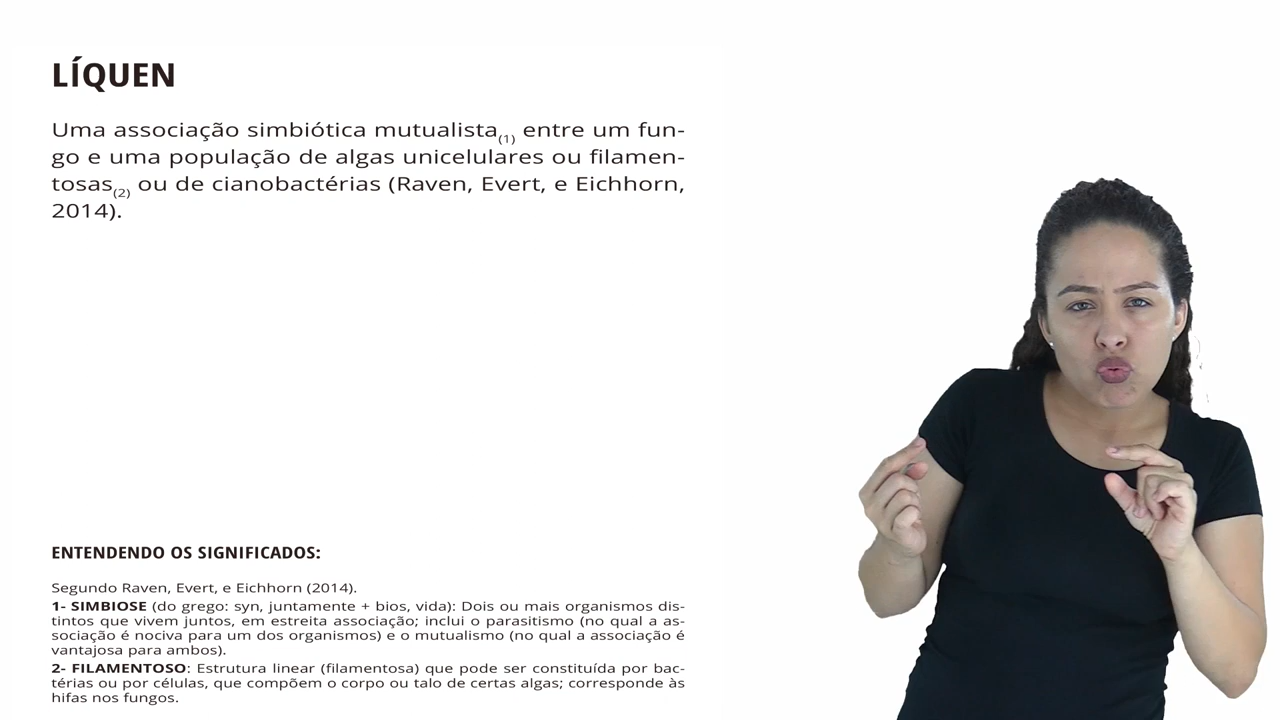 LÍQUEN
Uma associação simbiótica mutualista(1) entre um fun-
go e uma população de algas unicelulares ou filamen-
tosas(2) ou de cianobactérias (Raven, Evert, e Eichhorn,
2014).
ENTENDENDO OS SIGNIFICADOS:
Segundo Raven, Evert, e Eichhorn (2014).
1- SIMBIOSE (do grego: syn, juntamente + bios, vida): Dois ou mais organismos dis-
tintos que vivem juntos, em estreita associação; inclui o parasitismo (no qual a as-
sociação é nociva para um dos organismos) e o mutualismo (no qual a associação é
vantajosa para ambos).
2- FILAMENTOSO: Estrutura linear (filamentosa) que pode ser constituída por bac-
térias ou por células, que compõem o corpo ou talo de certas algas; corresponde às
hifas nos fungos.